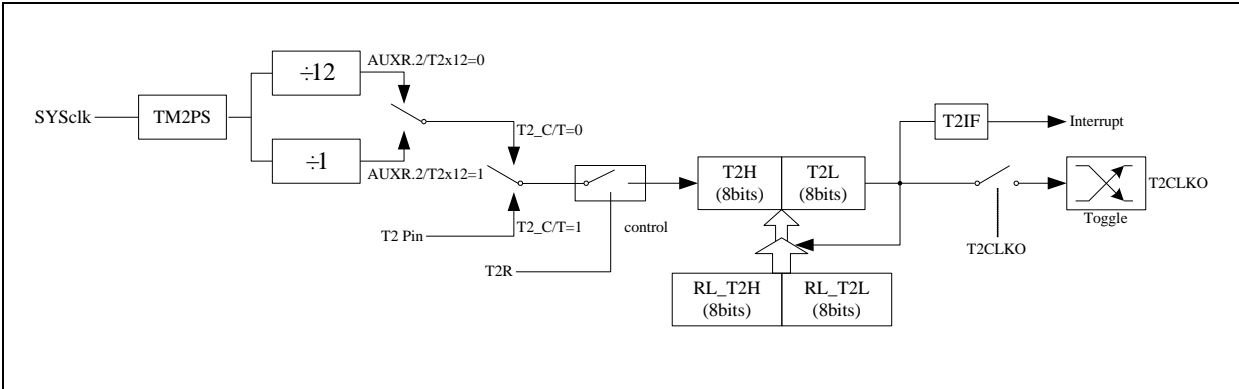 SYSclk
TM2PS
÷12
÷1
AUXR.2/T2x12=0
AUXR.2/T2x12=1
T2_C/T=0
T2_C/T=1
T2 Pin
T2R
control
T2H
(8bits)
T2L
(8bits)
RL_T2H
(8bits)
RL_T2L
(8bits)
T2IF
Interrupt
T2CLKO
Toggle
T2CLKO